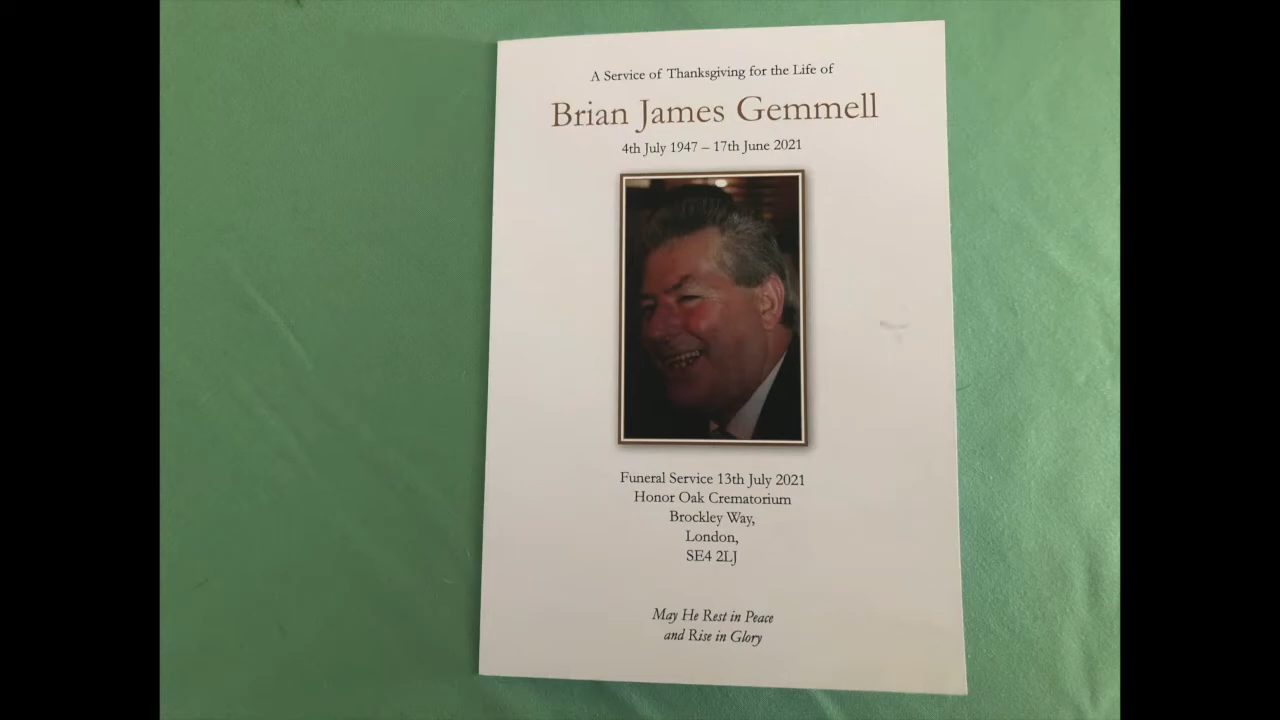 A Service of Thanksgiving for the Life of
Brian James Gemmell
4th July 1947 – 17th June 2021
Funeral Service 13th July 2021
Honor Oak Crematorium
Brockley Way,
London,
SE4 2LJ
May He Rest in Peace
and Rise in Glory